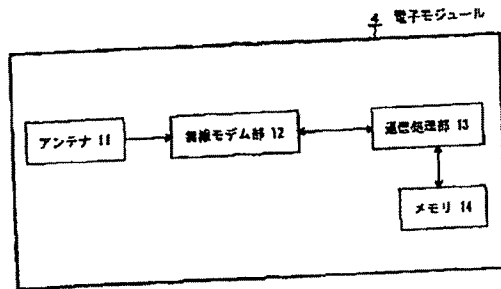 4 電子モジュール
アンテナ 11
無線モデム部 12
通信処理部 13
メモリ 14